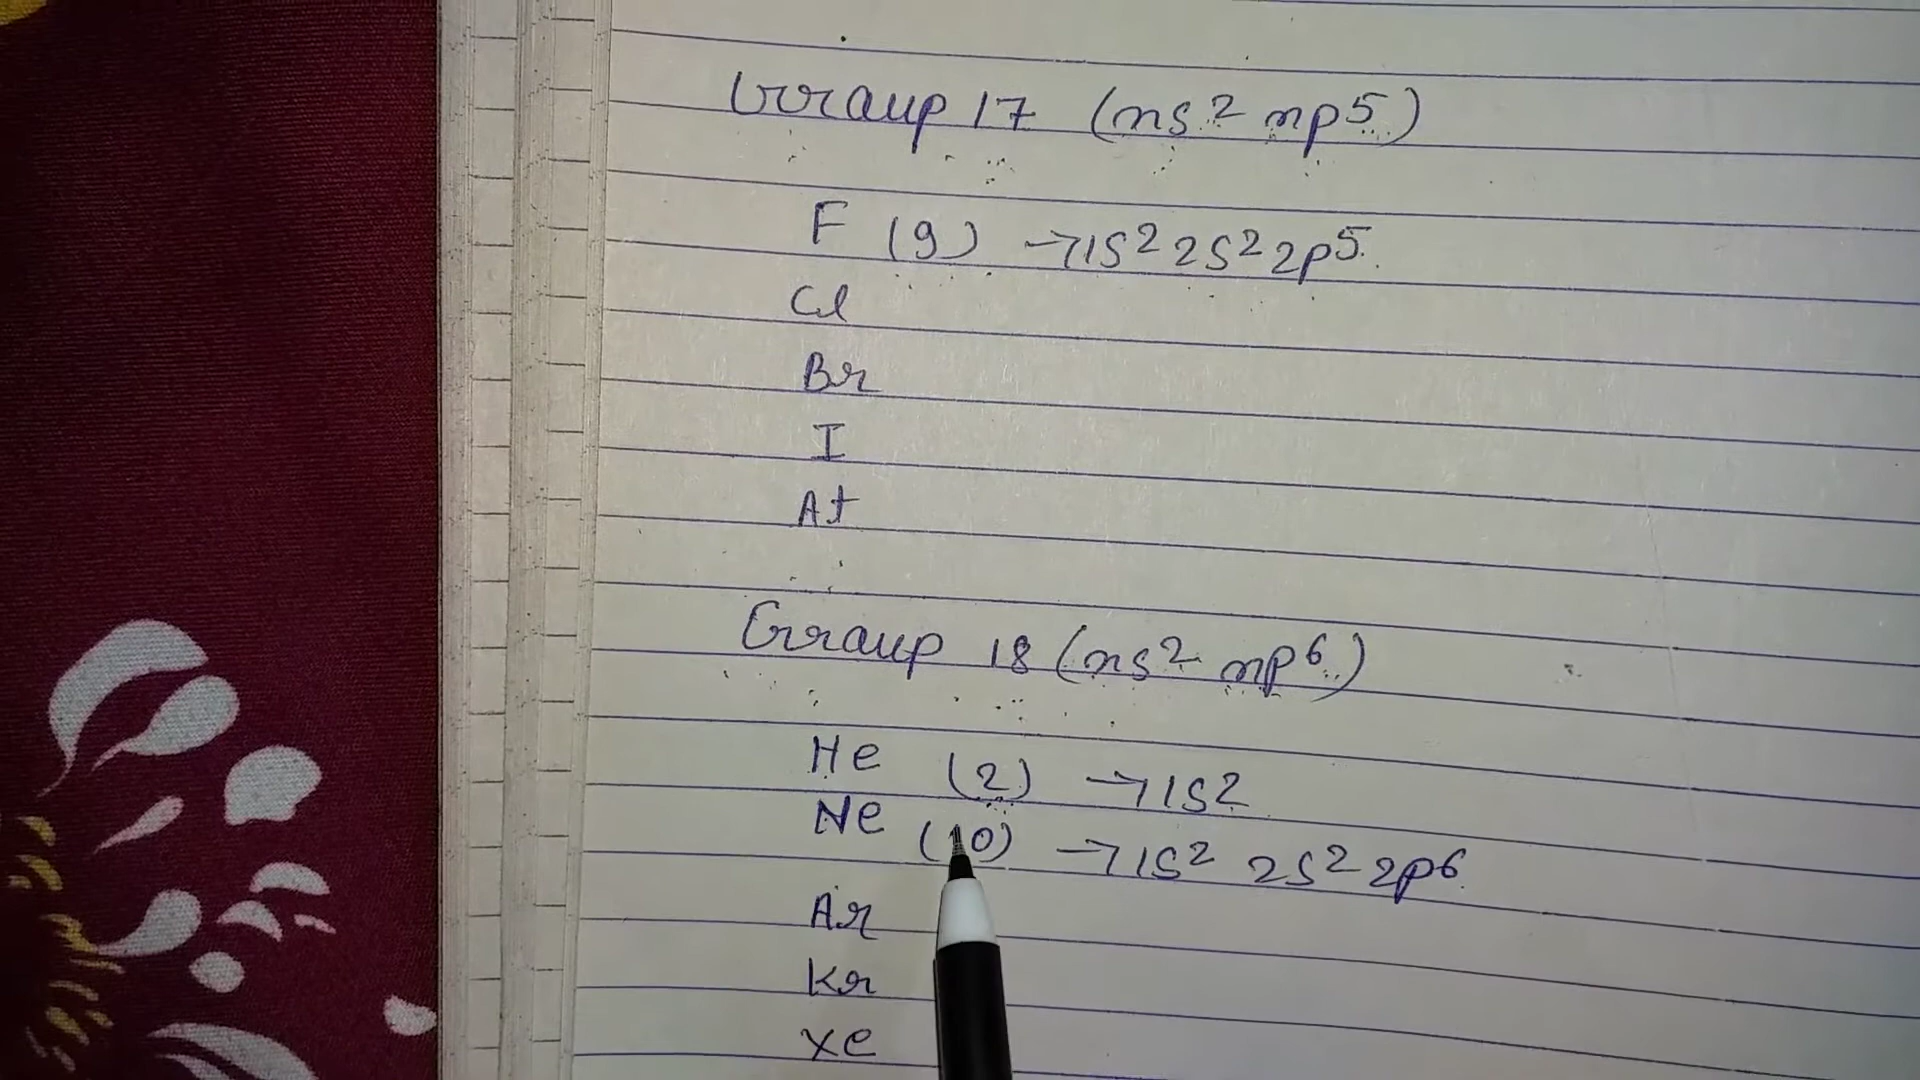 Group 17 (ns2 np5)
F (9) → 1s2 2s2 2p5
Cl
Br
I
At
Group 18 (ns2 np6)
He (2) → 1s2
Ne (10) → 1s2 2s2 2p6
Ar
Kr
Xe